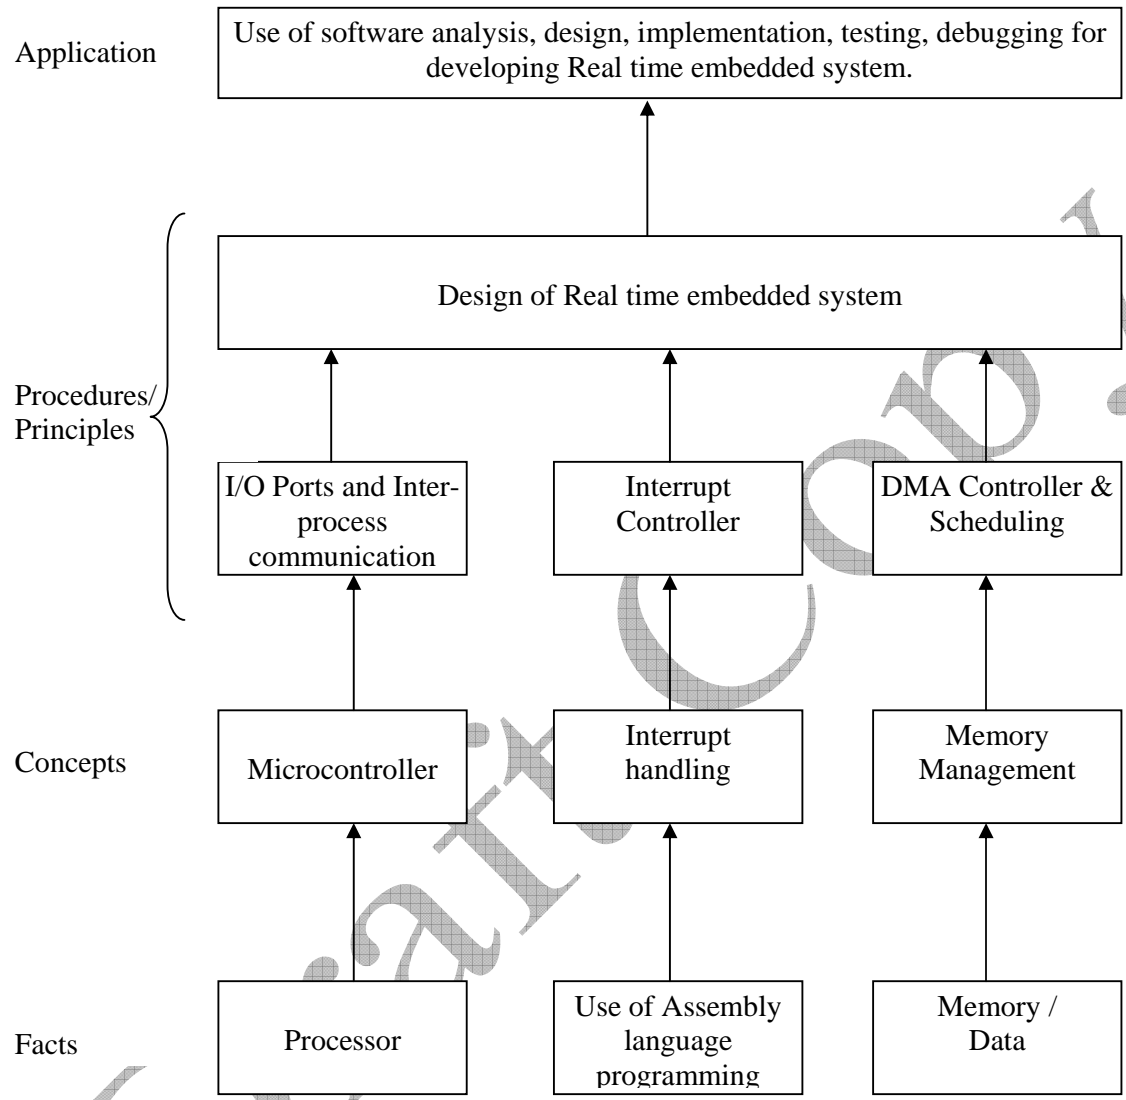 Application
Use of software analysis, design, implementation, testing, debugging for
developing Real time embedded system.
Design of Real time embedded system
Procedures/
Principles
I/O Ports and Inter-
process
communication
Interrupt
Controller
DMA Controller &
Scheduling
Concepts
Microcontroller
Interrupt
handling
Memory
Management
Facts
Processor
Use of Assembly
language
programming
Memory /
Data